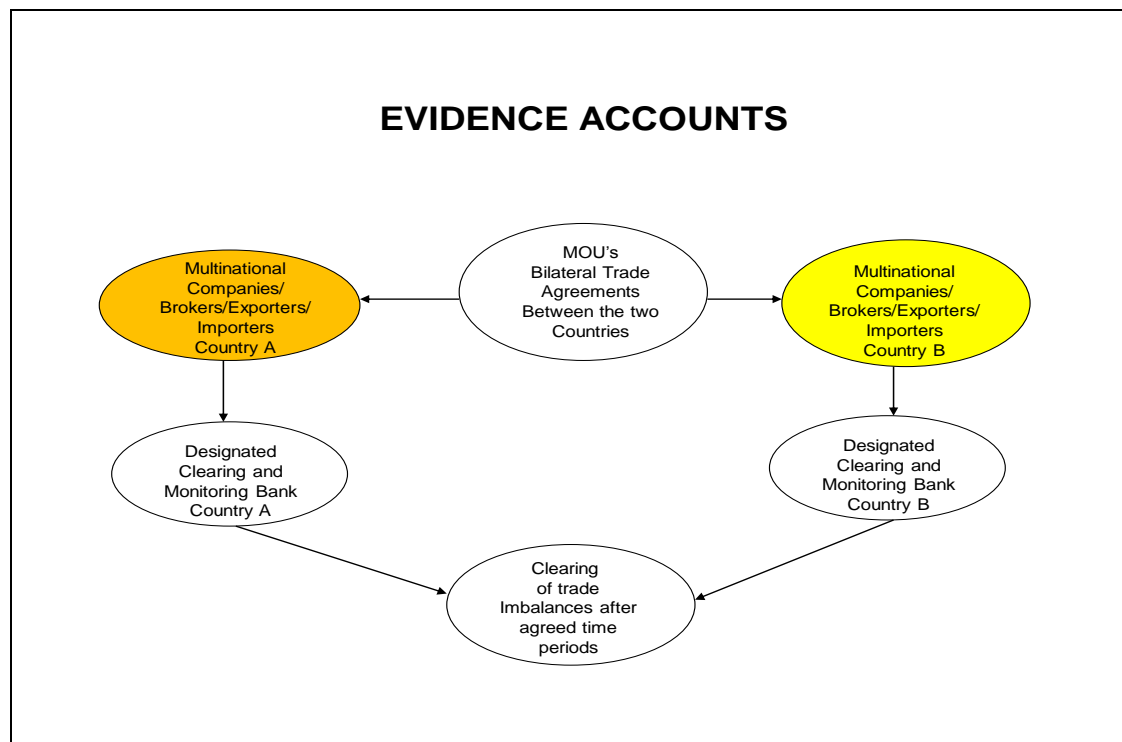 EVIDENCE ACCOUNTS
Multinational
Companies/
Brokers/Exporters/
Importers
Country A
MOU’s
Bilateral Trade
Agreements
Between the two
Countries
Multinational
Companies/
Brokers/Exporters/
Importers
Country B
Designated
Clearing and
Monitoring Bank
Country A
Designated
Clearing and
Monitoring Bank
Country B
Clearing
of trade
Imbalances after
agreed time
periods